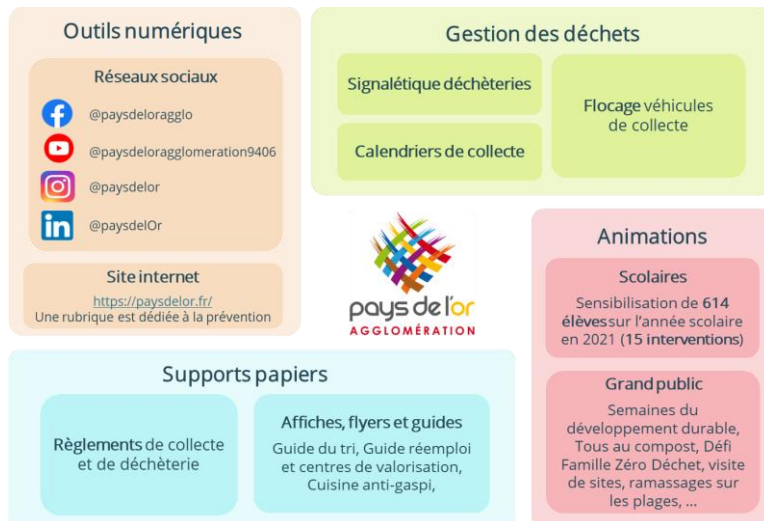 Outils numériques
Réseaux sociaux
@paysdeloragglo
@paysdeloragglomeration9406
@paysdelor
in
@paysdelOr
Site internet
https://paysdelor.fr/
Une rubrique est dédiée à la prévention
Gestion des déchets
Signalétique déchèteries
Calendriers de collecte
Flocage véhicules
de collecte
pays de l'or
AGGLOMÉRATION
Animations
Scolaires
Sensibilisation de 614
élèves sur l'année scolaire
en 2021 (15 interventions)
Grand public
Semaines du
développement durable,
Tous au compost, Défi
Famille Zéro Déchet, visite
de sites, ramassages sur
les plages, ...
Supports papiers
Règlements de collecte
et de déchèterie
Affiches, flyers et guides
Guide du tri, Guide réemploi
et centres de valorisation,
Cuisine anti-gaspi,